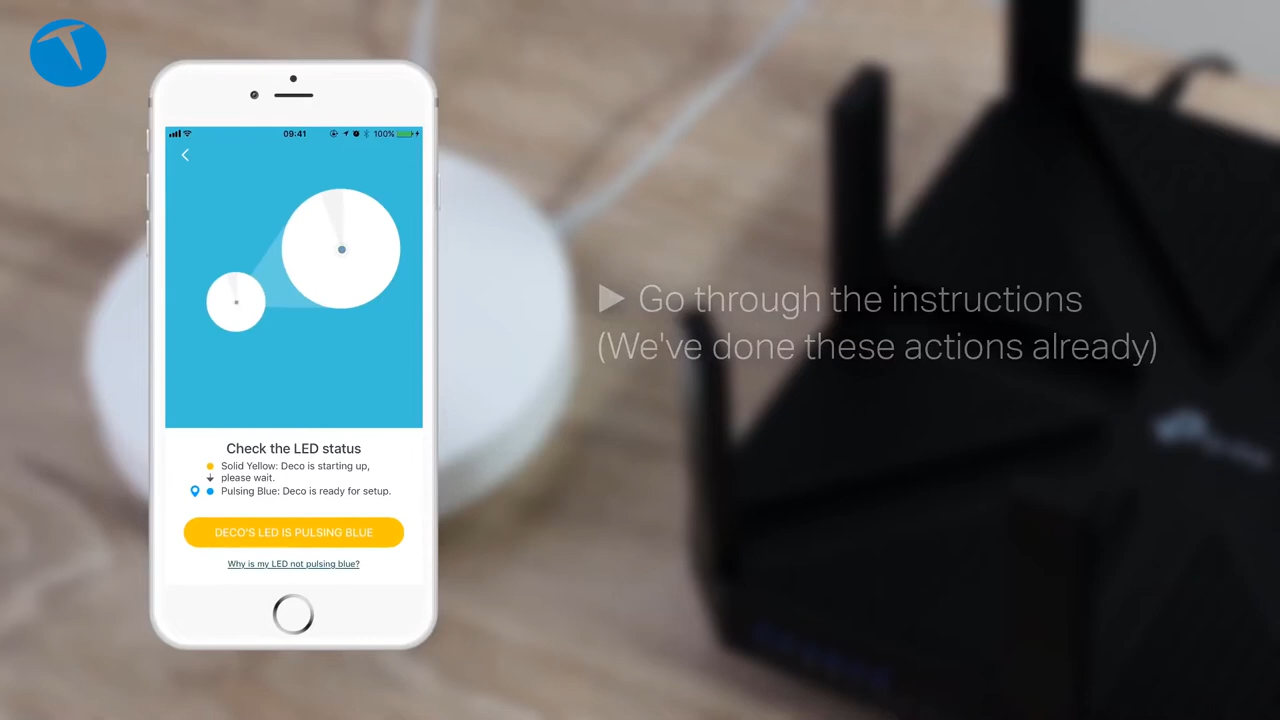 09:41
100%
Go through the instructions
(We've done these actions already)
Check the LED status
Solid Yellow: Deco is starting up,
please wait.
Pulsing Blue: Deco is ready for setup.
DECO'S LED IS PULSING BLUE
Why is my LED not pulsing blue?